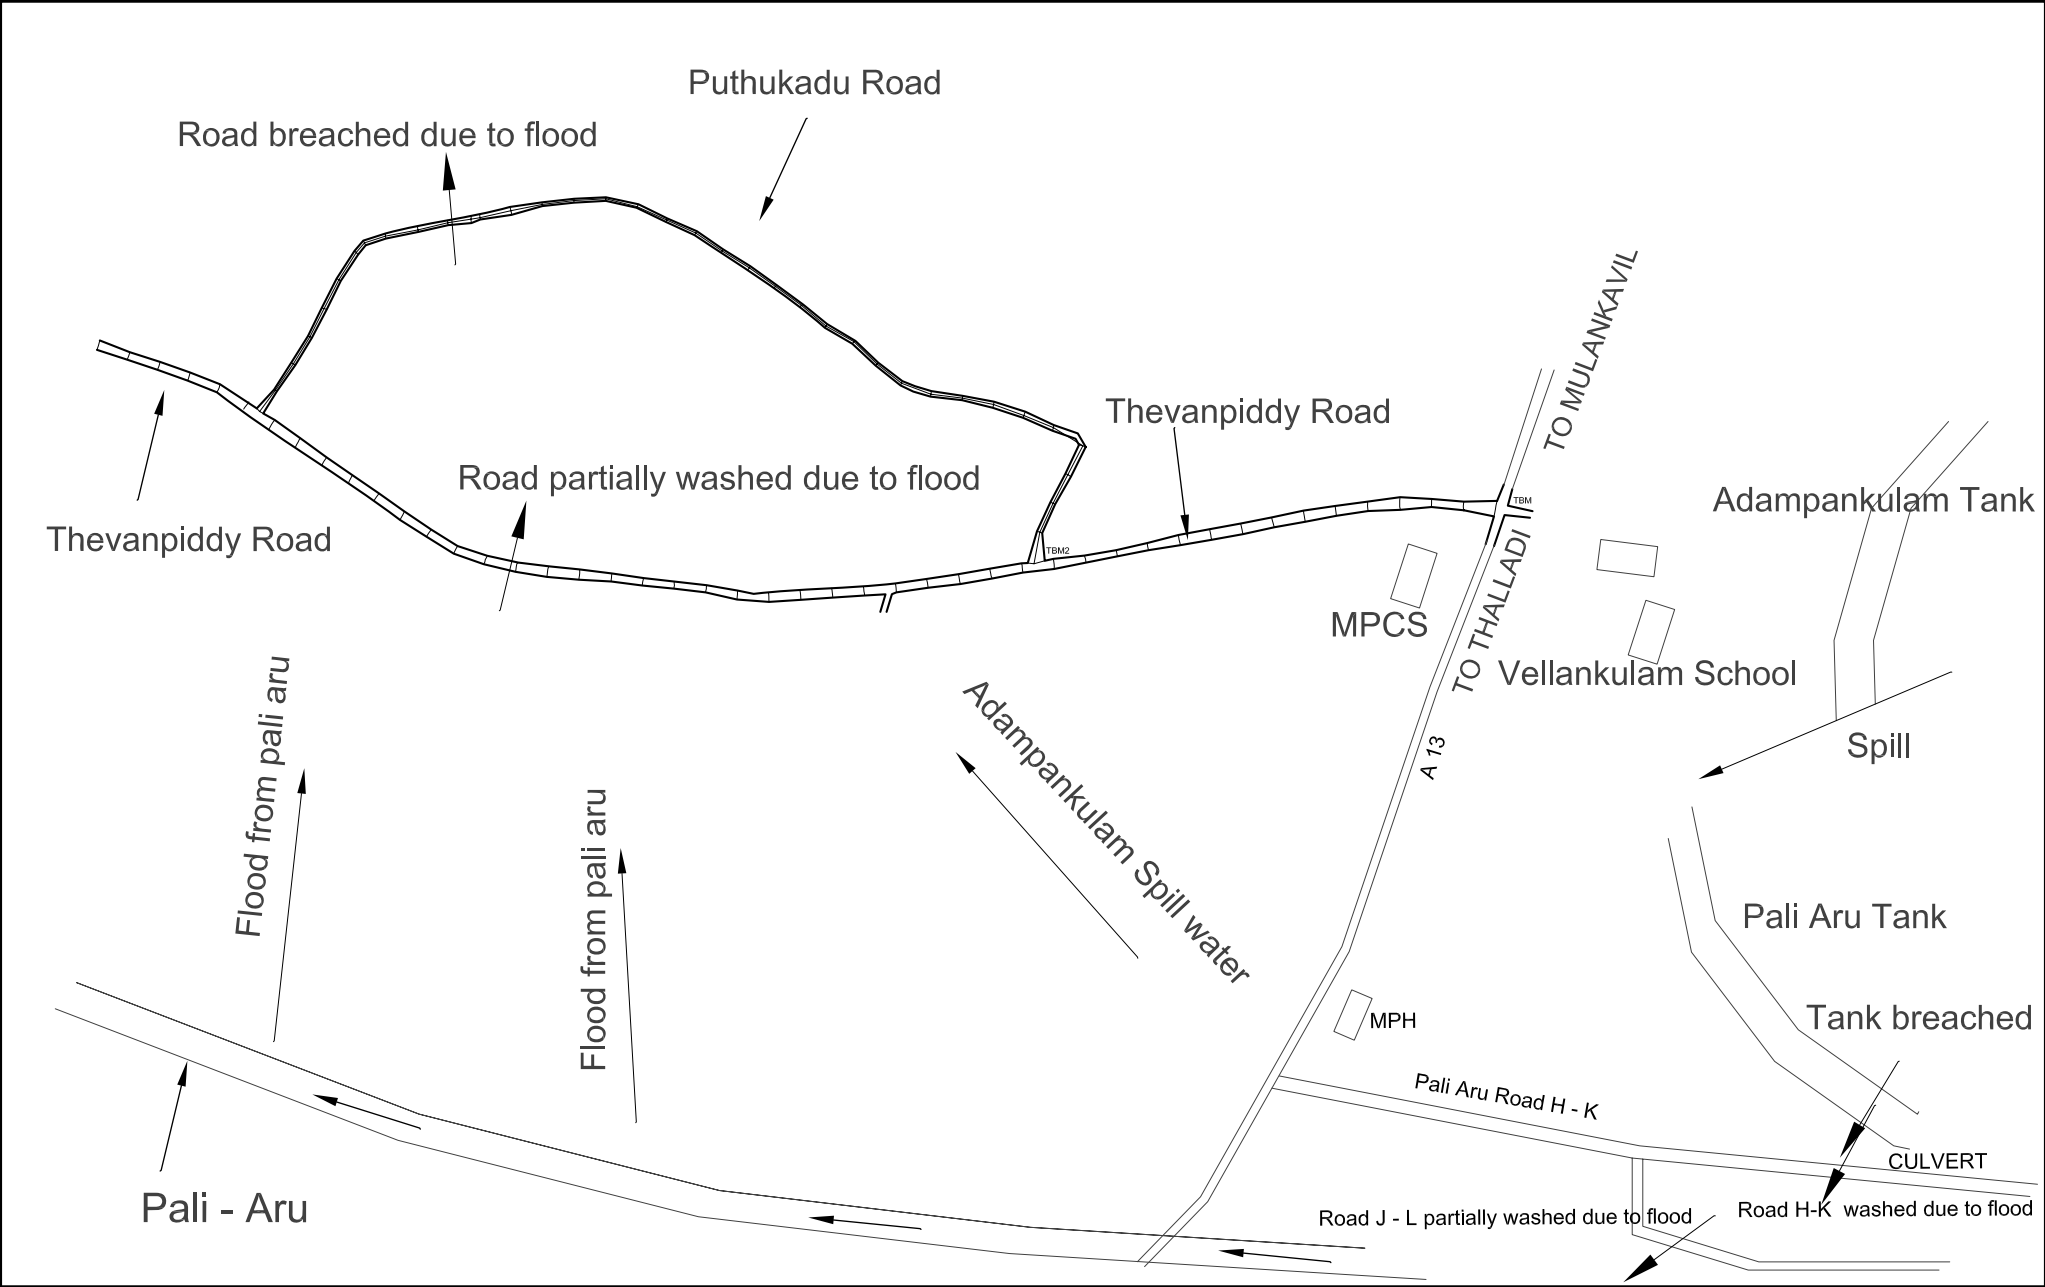 Puthukadu Road
Road breached due to flood
TO MULANKAVIL
Thevanpiddy Road
Road partially washed due to flood
TBM
Adampankulam Tank
Thevanpiddy Road
TBM2
TO THALLADI
MPCS
Vellankulam School
Flood from pali aru
Spill
A 13
Adampankulam Spill water
Flood from pali aru
Pali Aru Tank
Tank breached
MPH
Pali Aru Road H - K
CULVERT
Pali - Aru
Road J - L partially washed due to flood
Road H-K washed due to flood